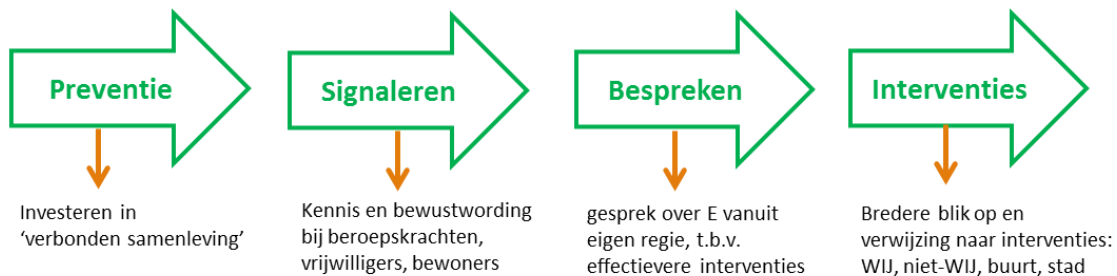 Preventie
Signaleren
Bespreken
Interventies
Investeren in
‘verbonden samenleving’
Kennis en bewustwording
bij beroepskrachten,
vrijwilligers, bewoners
gesprek over E vanuit
eigen regie, t.b.v.
effectievere interventies
Bredere blik op en
verwijzing naar interventies:
WIJ, niet-WIJ, buurt, stad